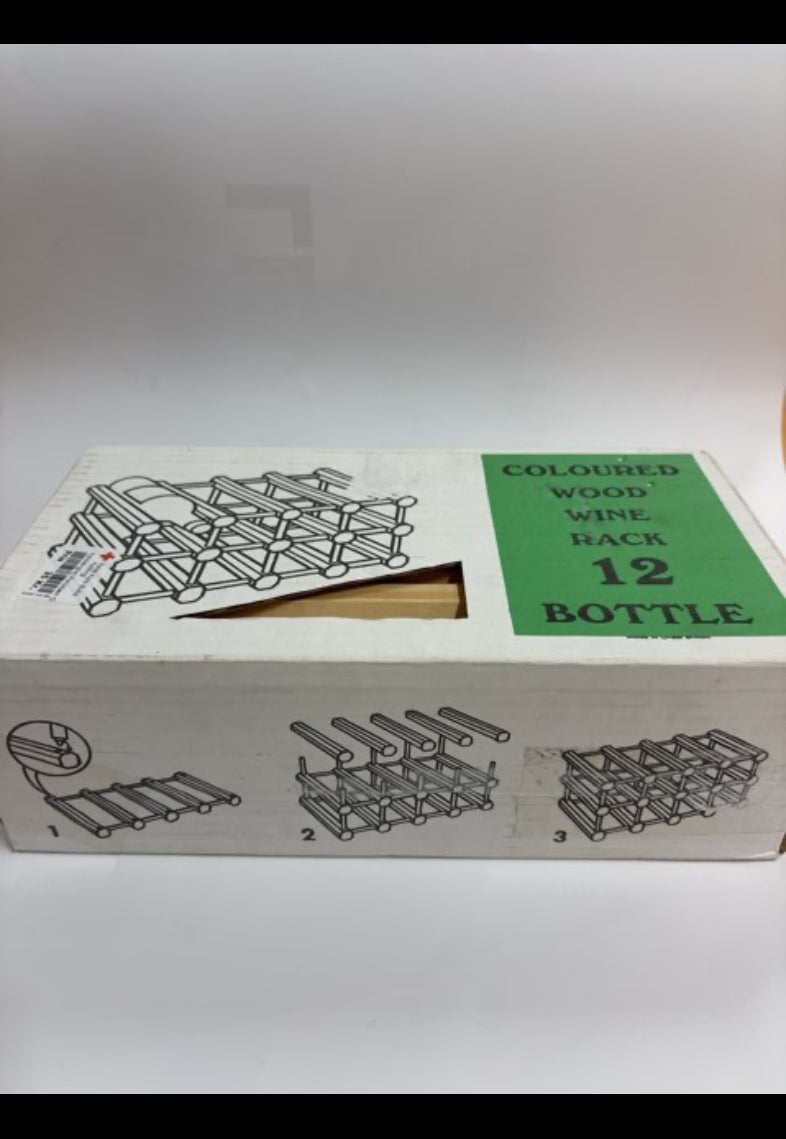 COLOURED
WOOD
WINE
RACK
12
BOTTLE
1
2
3